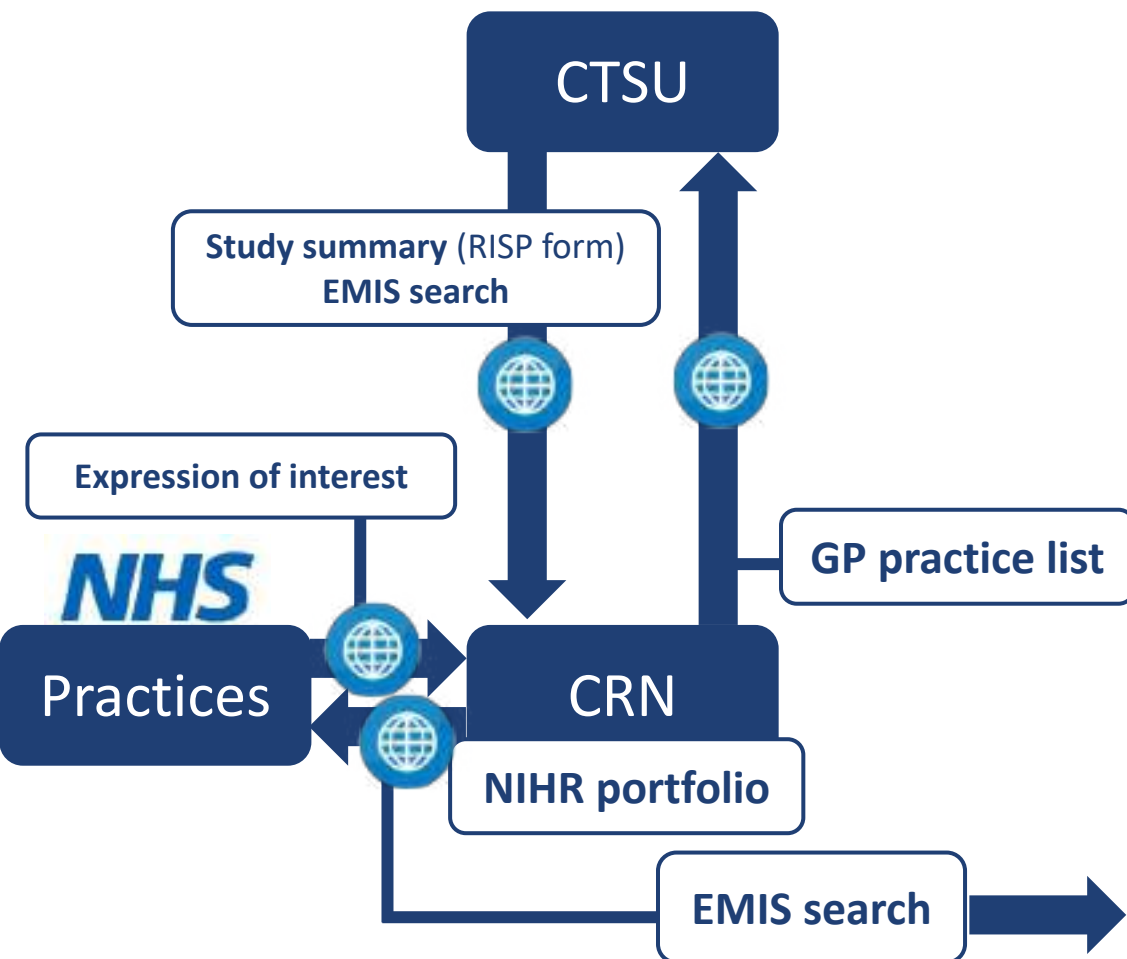 CTSU
Study summary (RISP form)
EMIS search
Expression of interest
GP practice list
NHS
Practices
CRN
NIHR portfolio
EMIS search